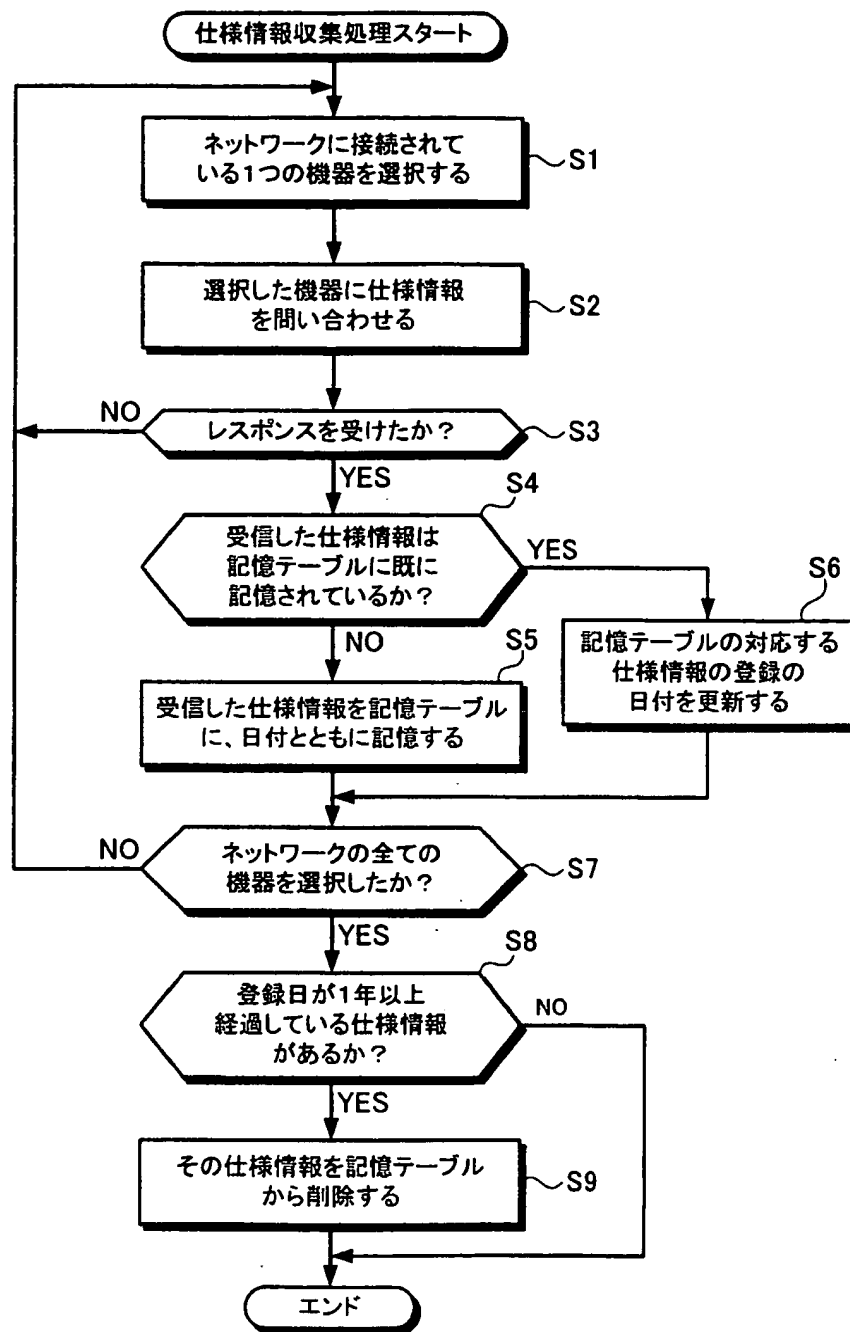 仕様情報収集処理スタート
ネットワークに接続されて
いる1つの機器を選択する
S1
選択した機器に仕様情報
を問い合わせる
S2
NO
レスポンスを受けたか？
S3
YES
S4
受信した仕様情報は
記憶テーブルに既に
記憶されているか？
YES
S6
NO
S5
記憶テーブルの対応する
仕様情報の登録の
日付を更新する
受信した仕様情報を記憶テーブル
に、日付とともに記憶する
NO
ネットワークの全ての
機器を選択したか？
S7
YES
S8
登録日が1年以上
経過している仕様情報
があるか？
NO
YES
その仕様情報を記憶テーブル
から削除する
S9
エンド